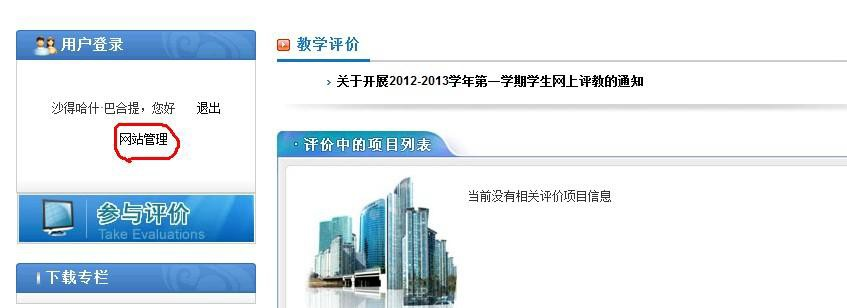 用户登录
沙得哈什·巴合提，您好 退出
网站管理
参与评价
Take Evaluations
下载专栏
教学评价
› 关于开展2012-2013学年第一学期学生网上评教的通知
· 评价中的项目列表
当前没有相关评价项目信息